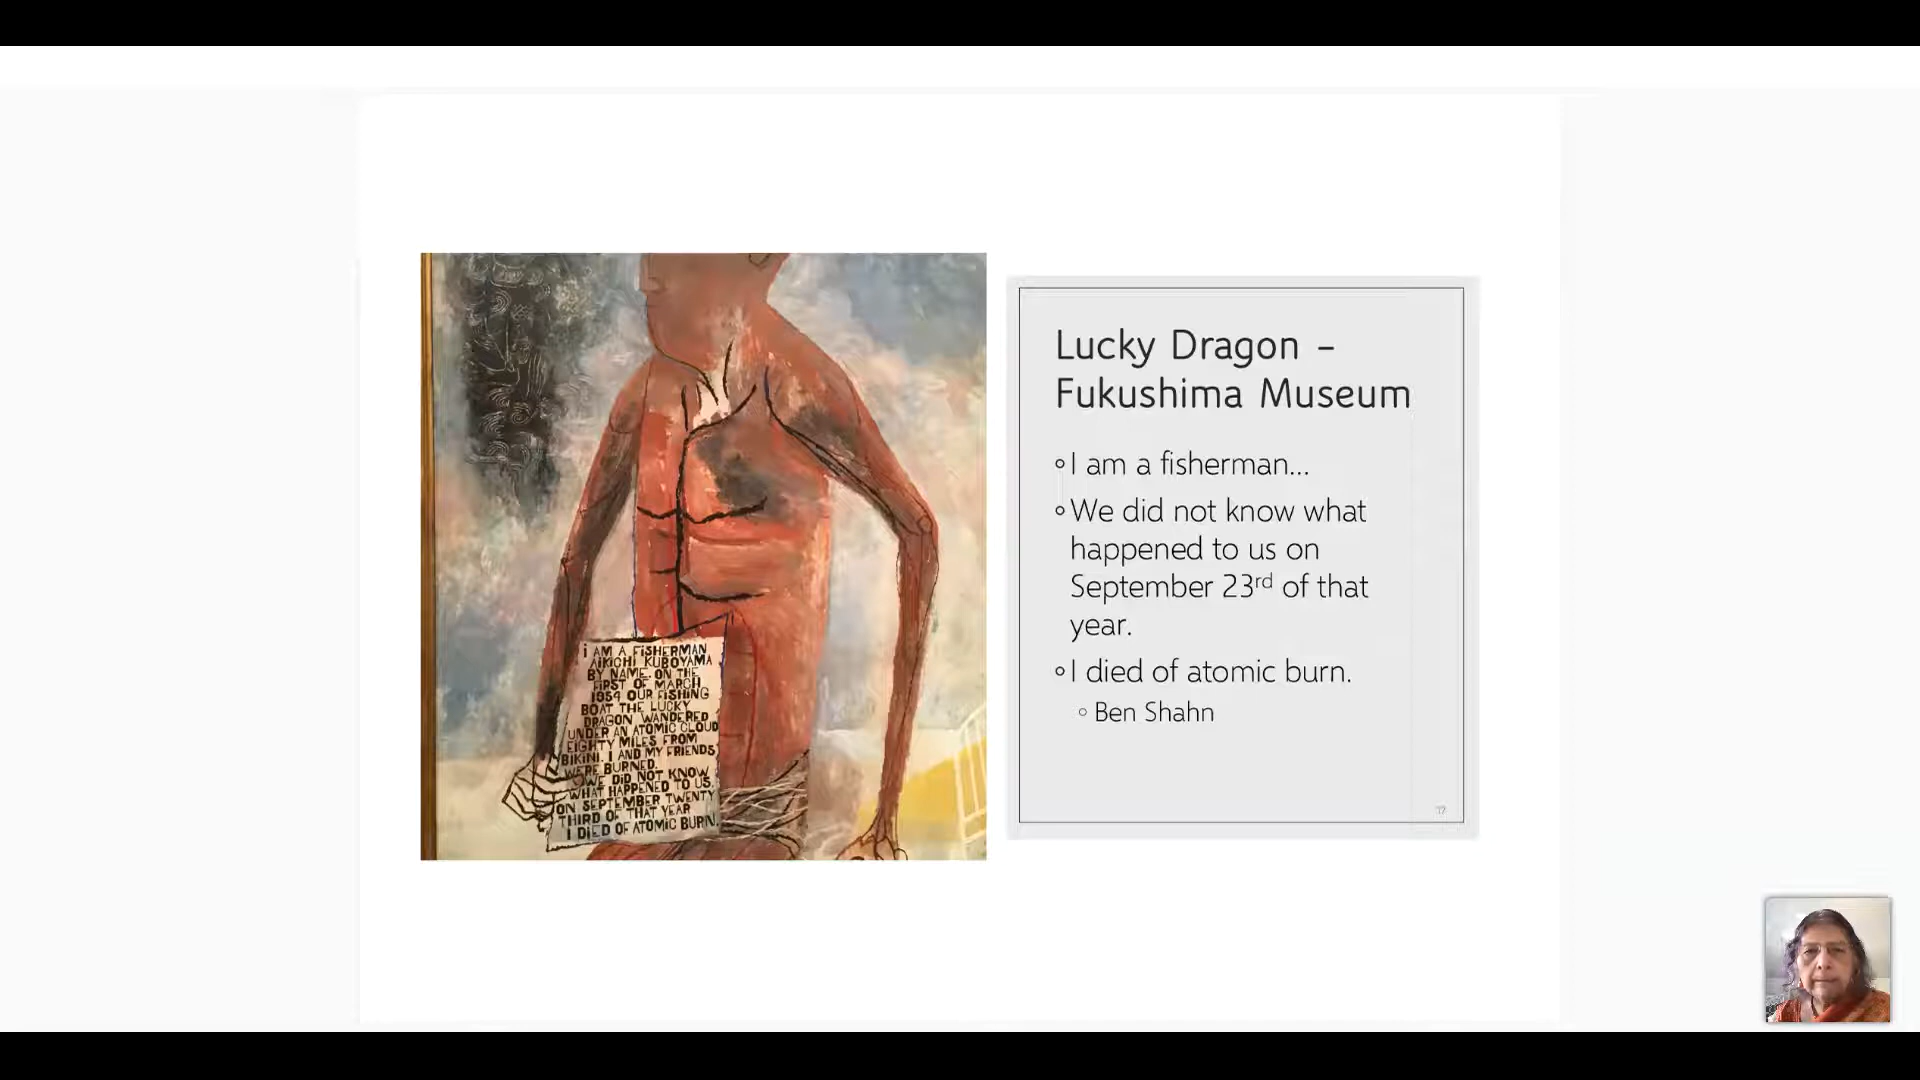 I AM A FISHERMAN
AIKICHI KUBOYAMA
BY NAME. ON THE
FIRST OF MARCH
1954 OUR FISHING
BOAT THE LUCKY
DRAGON WANDERED
UNDER AN ATOMIC CLOUD
EIGHTY MILES FROM
BIKINI. I AND MY FRIENDS
WERE BURNED.
WE DID NOT KNOW
WHAT HAPPENED TO US.
ON SEPTEMBER TWENTY
THIRD OF THAT YEAR
I DIED OF ATOMIC BURN.
Lucky Dragon –
Fukushima Museum
I am a fisherman...
We did not know what
happened to us on
September 23rd of that
year.
I died of atomic burn.
Ben Shahn